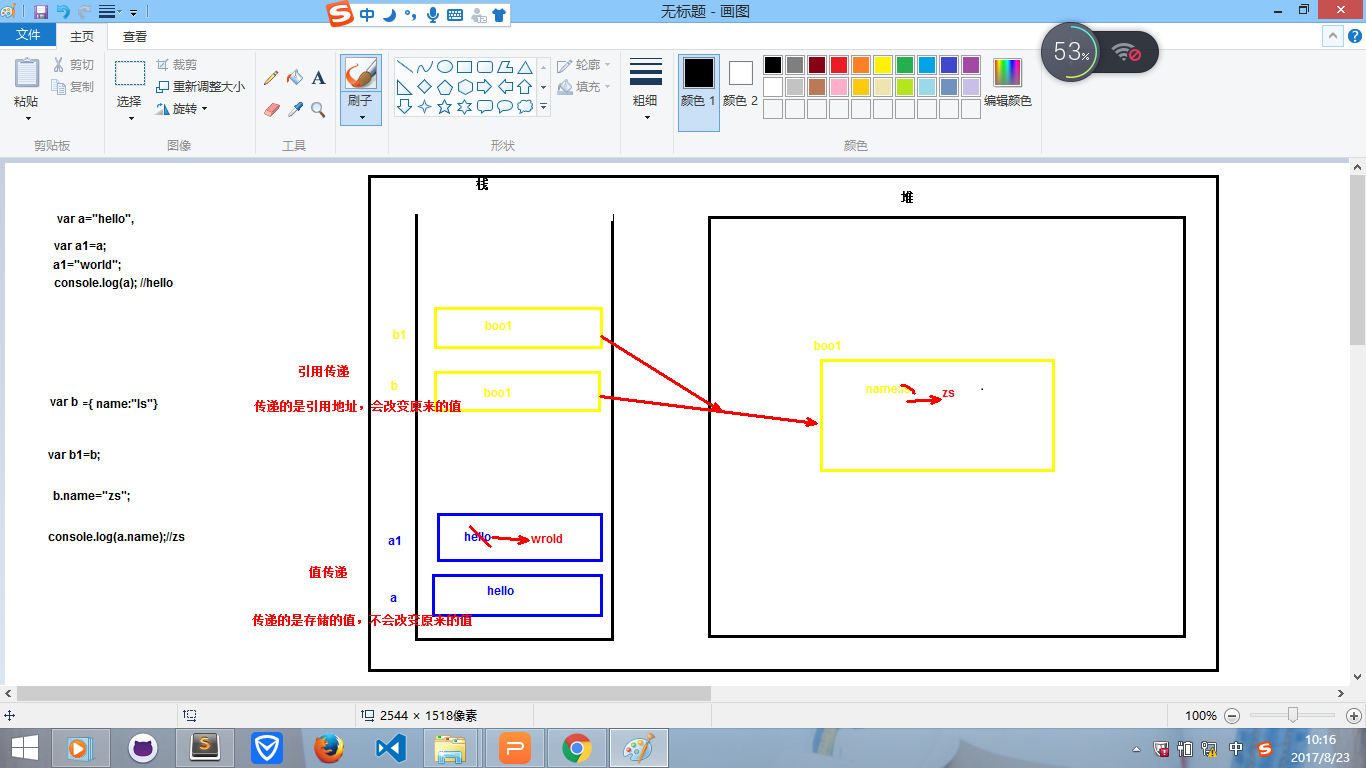 中
无标题 - 画图
文件
主页
查看
53%
粘贴
剪切
复制
选择
裁剪
重新调整大小
旋转
A
刷子
轮廓
填充
粗细
颜色 1
颜色 2
编辑颜色
剪贴板
图像
工具
形状
颜色
栈
堆
var a="hello",
var a1=a;
a1="world";
console.log(a); //hello
b1
boo1
boo1
引用传递
b
boo1
name:ls
zs
var b ={ name:"ls"}
传递的是引用地址，会改变原来的值
var b1=b;
b.name="zs";
console.log(a.name);//zs
a1
hello
wrold
值传递
a
hello
传递的是存储的值，不会改变原来的值
2544 × 1518像素
100%
S
P
中
10:16
2017/8/23